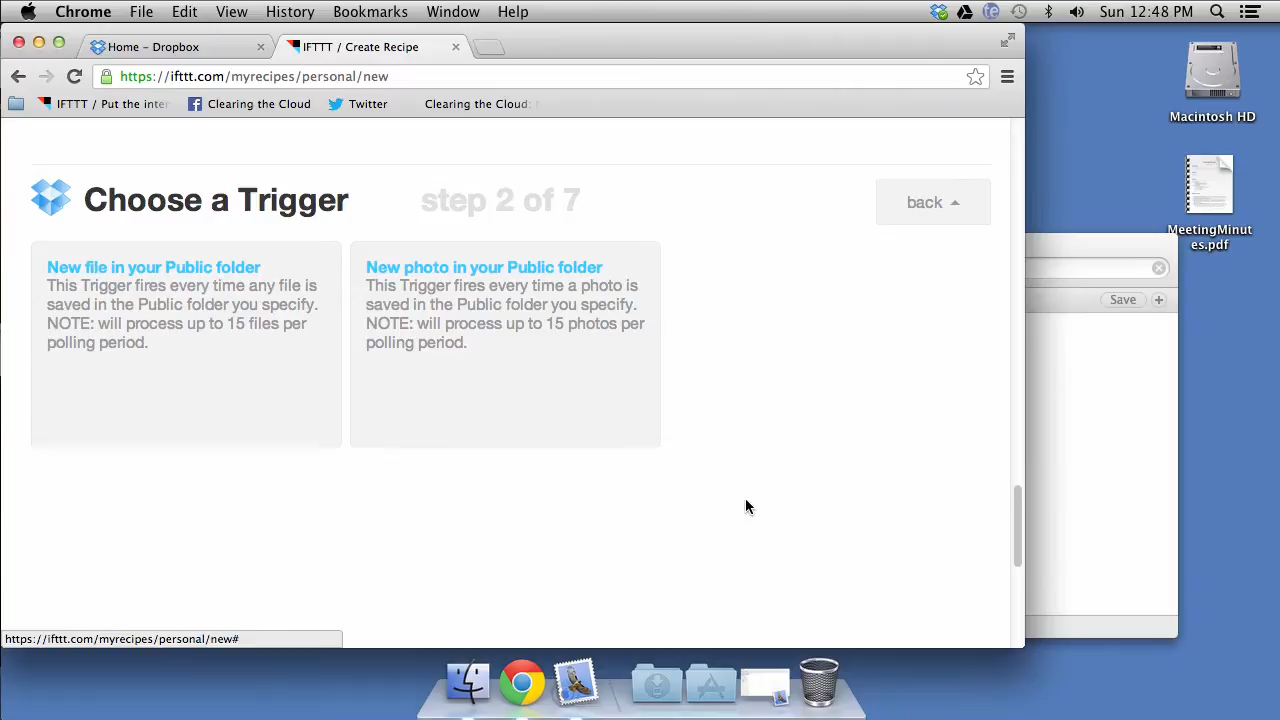 Chrome File Edit View History Bookmarks Window Help Sun 12:48 PM
Home – Dropbox IFTTT / Create Recipe
https://ifttt.com/myrecipes/personal/new
IFTTT / Put the inter Clearing the Cloud Twitter Clearing the Cloud:
Macintosh HD
MeetingMinut
es.pdf
Choose a Trigger step 2 of 7 back
New file in your Public folder
This Trigger fires every time any file is
saved in the Public folder you specify.
NOTE: will process up to 15 files per
polling period.
New photo in your Public folder
This Trigger fires every time a photo is
saved in the Public folder you specify.
NOTE: will process up to 15 photos per
polling period.
Save
https://ifttt.com/myrecipes/personal/new#